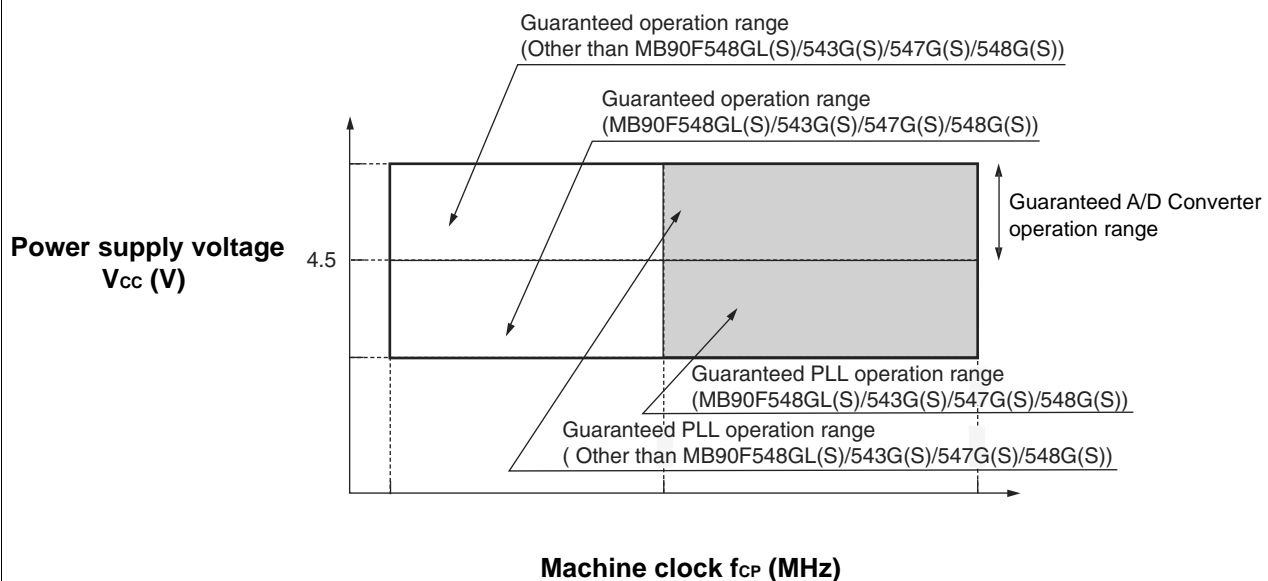 Guaranteed operation range
(Other than MB90F548GL(S)/543G(S)/547G(S)/548G(S))
Guaranteed operation range
(MB90F548GL(S)/543G(S)/547G(S)/548G(S))
Guaranteed A/D Converter
operation range
Power supply voltage
VCC (V)
4.5
Guaranteed PLL operation range
(MB90F548GL(S)/543G(S)/547G(S)/548G(S))
Guaranteed PLL operation range
( Other than MB90F548GL(S)/543G(S)/547G(S)/548G(S))
Machine clock fCP (MHz)